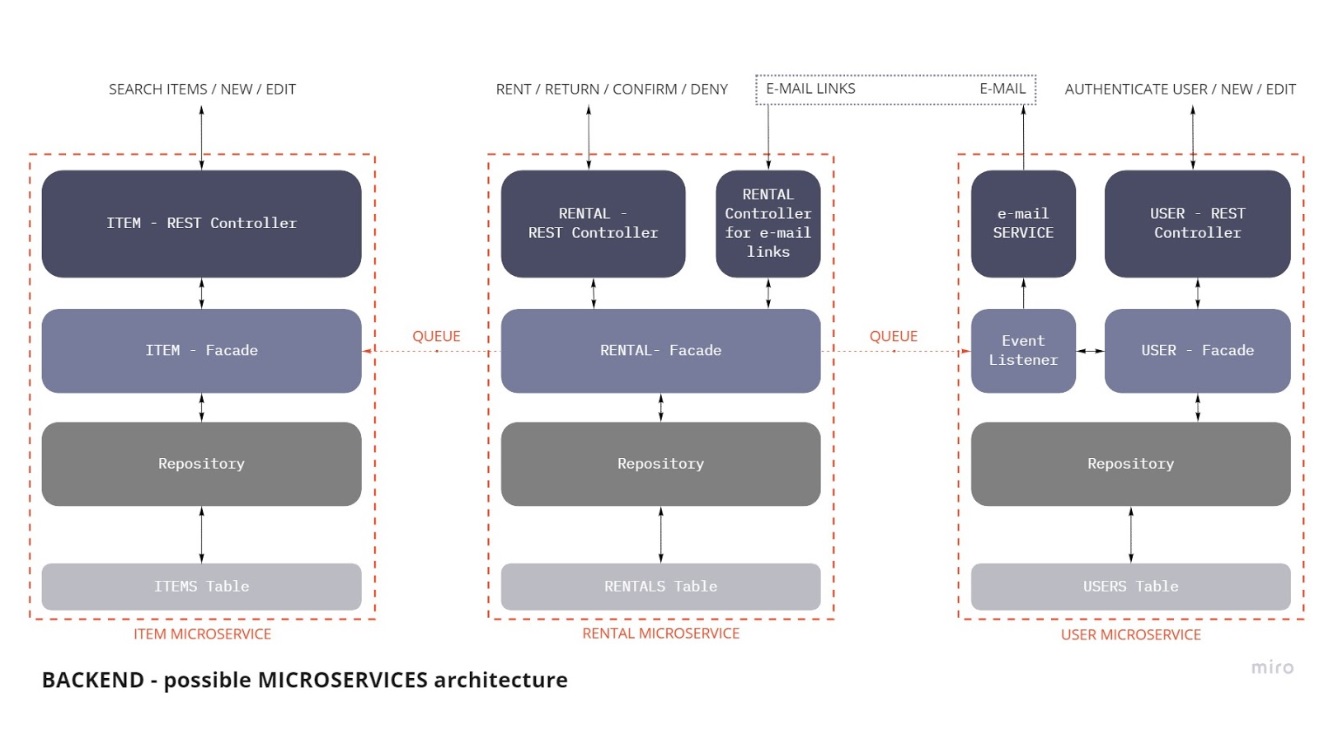 SEARCH ITEMS / NEW / EDIT
RENT / RETURN / CONFIRM / DENY
E-MAIL LINKS
E-MAIL
AUTHENTICATE USER / NEW / EDIT
ITEM - REST Controller
RENTAL -
REST Controller
RENTAL
Controller
for e-mail
links
e-mail
SERVICE
USER - REST
Controller
ITEM - Facade
QUEUE
RENTAL- Facade
QUEUE
Event
Listener
USER - Facade
Repository
Repository
Repository
ITEMS Table
RENTALS Table
USERS Table
ITEM MICROSERVICE
RENTAL MICROSERVICE
USER MICROSERVICE
BACKEND - possible MICROSERVICES architecture
miro